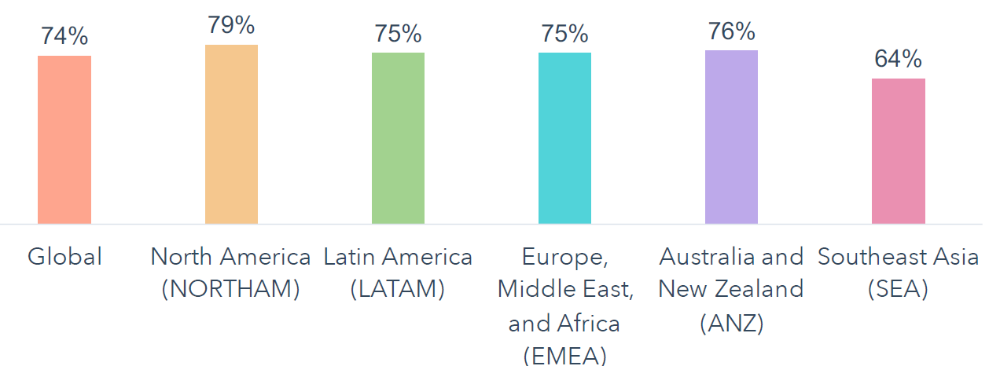 74%
79%
75%
75%
76%
64%
Global
North America
(NORTHAM)
Latin America
(LATAM)
Europe,
Middle East,
and Africa
(EMEA)
Australia and
New Zealand
(ANZ)
Southeast Asia
(SEA)